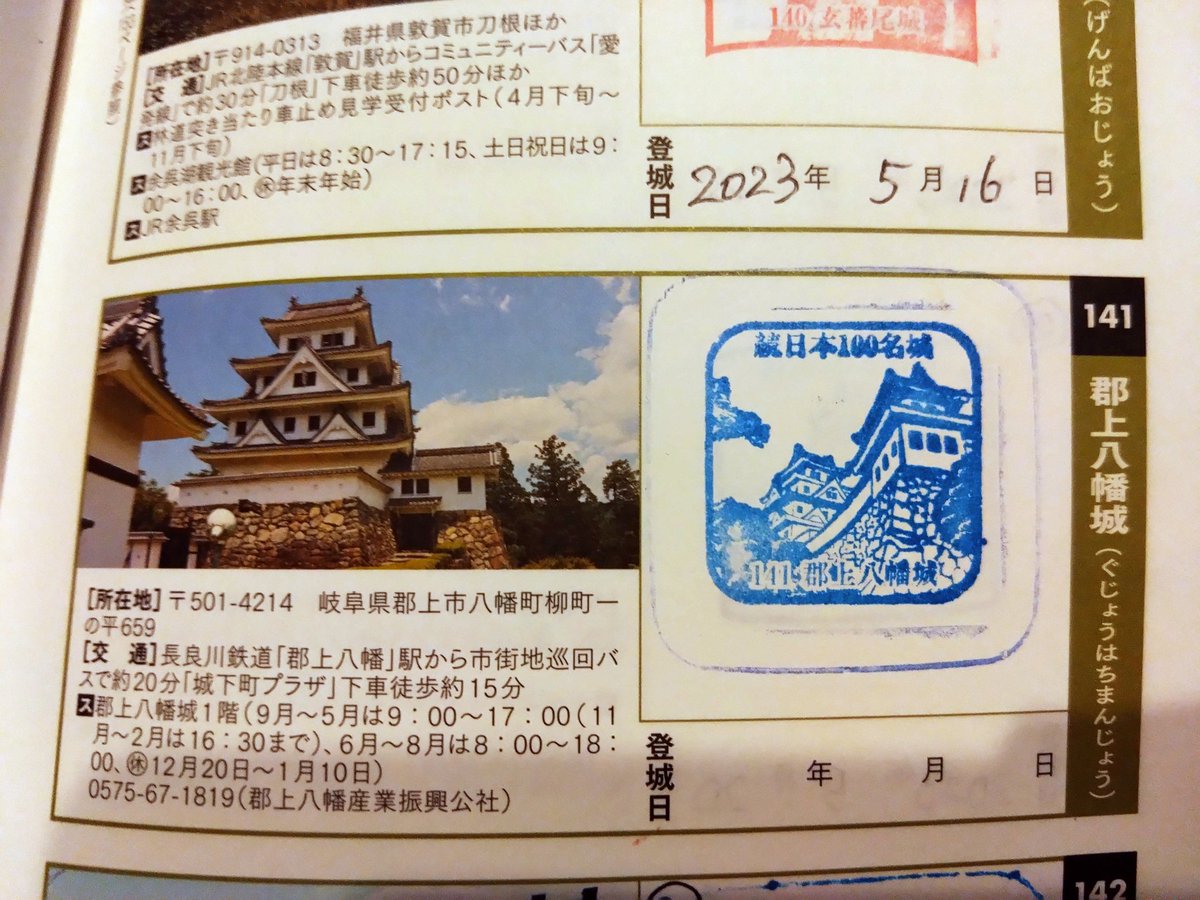 [所在地]〒914-0313 福井県敦賀市刀根ほか
[交 通]JR北陸本線「敦賀」駅からコミュニティーバス「愛
発線」で約30分「刀根」下車徒歩約50分ほか
ス林道突き当たり車止め見学受付ポスト(4月下旬〜
11月下旬)
ス余呉湖観光館(平日は8:30〜17:15、土日祝日は9:
00〜16:00、㊡年末年始)
スJR余呉駅
140 玄蕃尾城
登城日 2023年 5月16日
(げんばおじょう)
141
郡上八幡城(ぐじょうはちまんじょう)
続日本100名城
141 郡上八幡城
[所在地]〒501-4214 岐阜県郡上市八幡町柳町一
の平659
[交 通]長良川鉄道「郡上八幡」駅から市街地巡回バ
スで約20分「城下町プラザ」下車徒歩約15分
ス郡上八幡城1階(9月〜5月は9:00〜17:00(11
月〜2月は16:30まで)、6月〜8月は8:00〜18:
00、㊡12月20日〜1月10日)
0575-67-1819(郡上八幡産業振興公社)
登城日 年 月 日
142